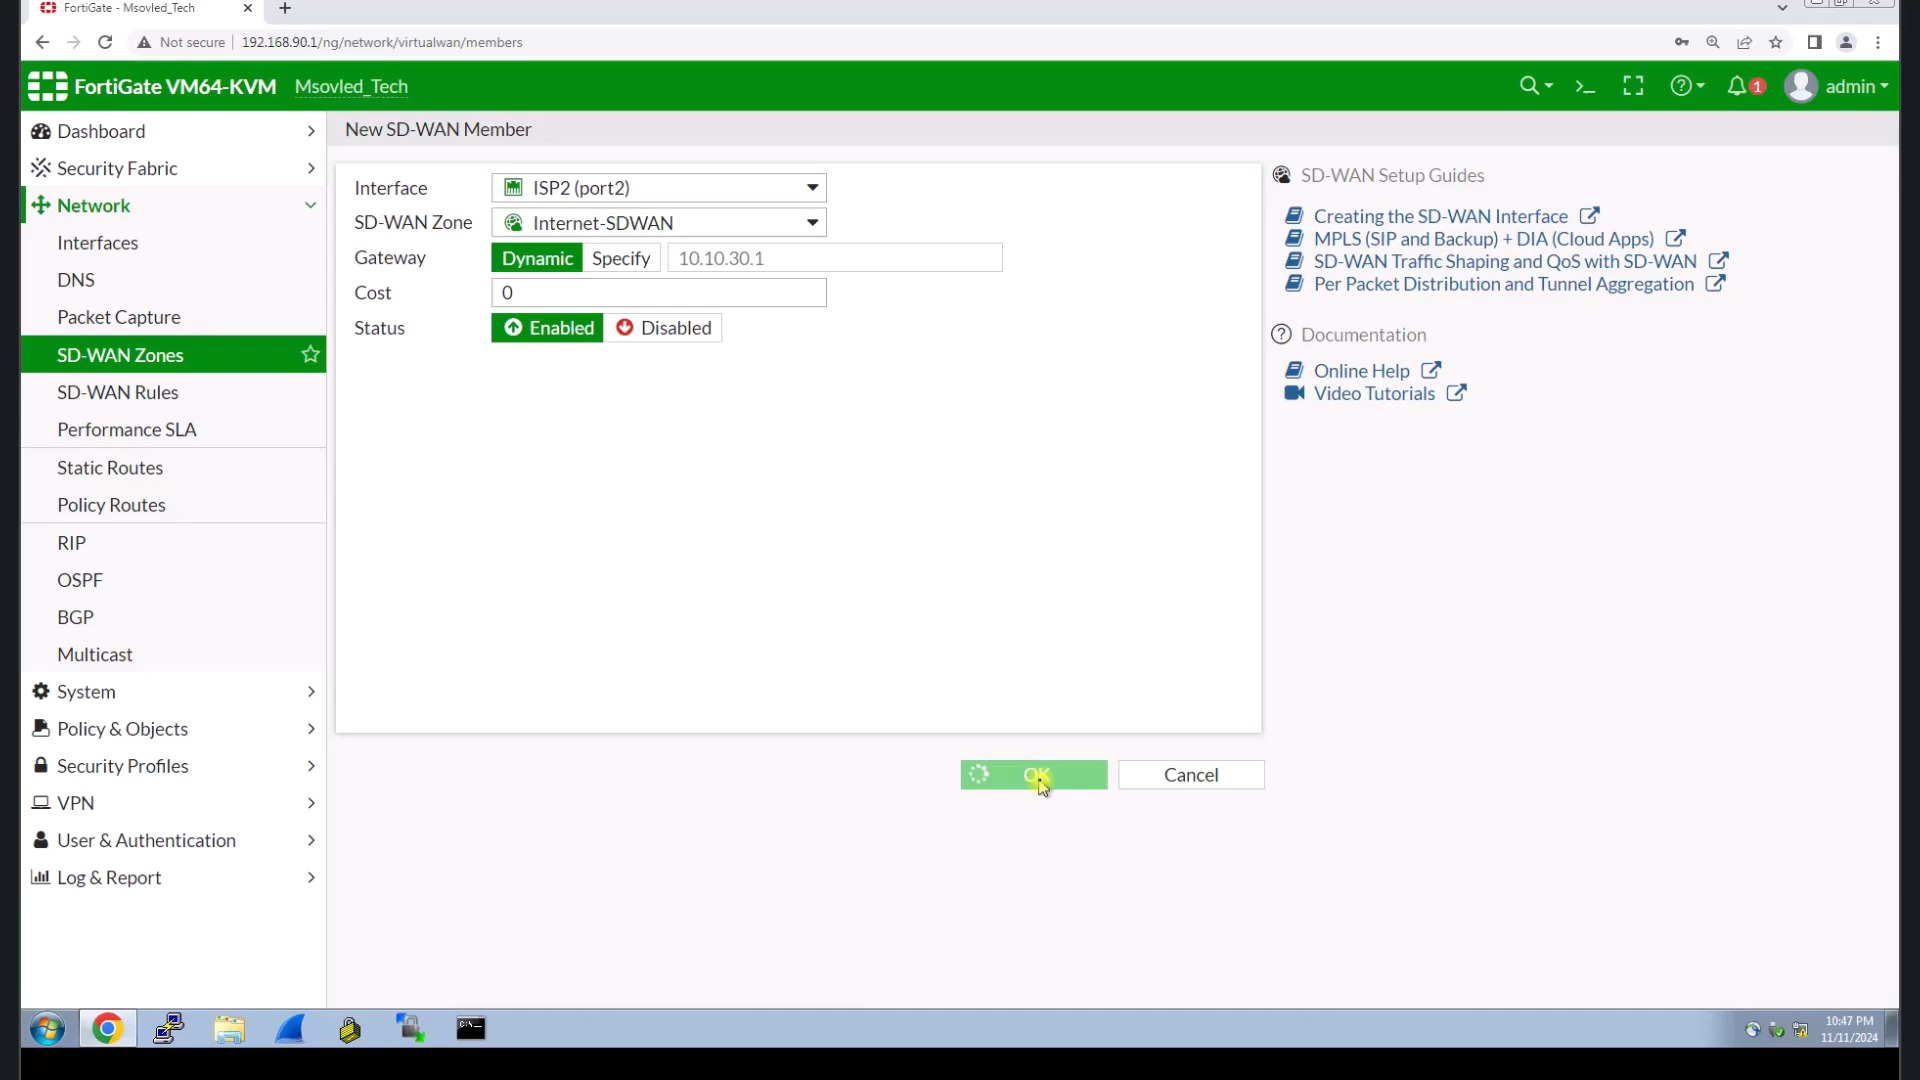 FortiGate - Msovled_Tech
Not secure
192.168.90.1/ng/network/virtualwan/members
FortiGate VM64-KVM
Msovled_Tech
1
admin
Dashboard
Security Fabric
Network
Interfaces
DNS
Packet Capture
SD-WAN Zones
SD-WAN Rules
Performance SLA
Static Routes
Policy Routes
RIP
OSPF
BGP
Multicast
System
Policy & Objects
Security Profiles
VPN
User & Authentication
Log & Report
New SD-WAN Member
Interface ISP2 (port2)
SD-WAN Zone Internet-SDWAN
Gateway Dynamic Specify 10.10.30.1
Cost 0
Status Enabled Disabled
OK Cancel
SD-WAN Setup Guides
Creating the SD-WAN Interface
MPLS (SIP and Backup) + DIA (Cloud Apps)
SD-WAN Traffic Shaping and QoS with SD-WAN
Per Packet Distribution and Tunnel Aggregation
Documentation
Online Help
Video Tutorials
10:47 PM
11/11/2024